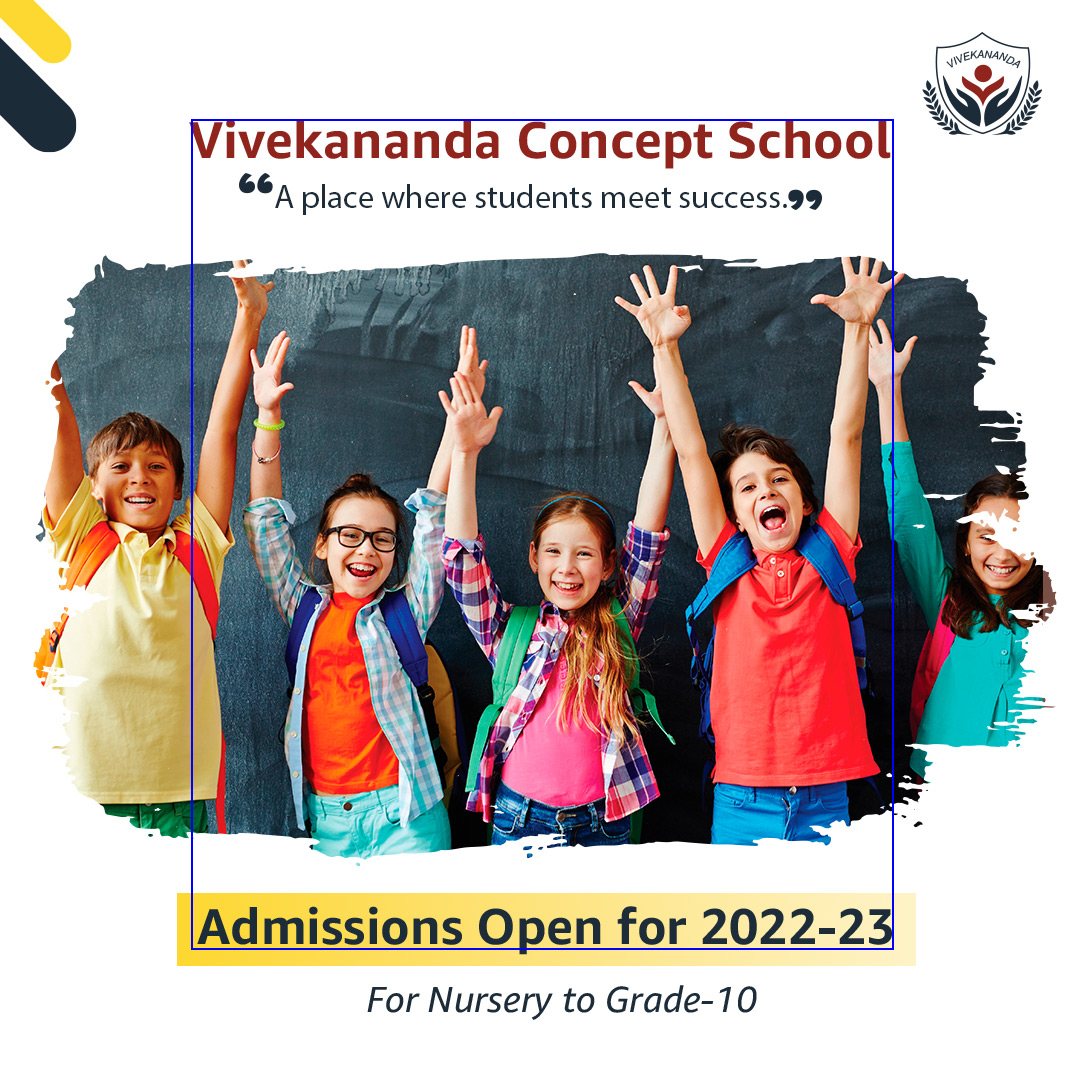 VIVEKANANDA
Vivekananda Concept School
❝A place where students meet success.❞
Admissions Open for 2022-23
For Nursery to Grade-10